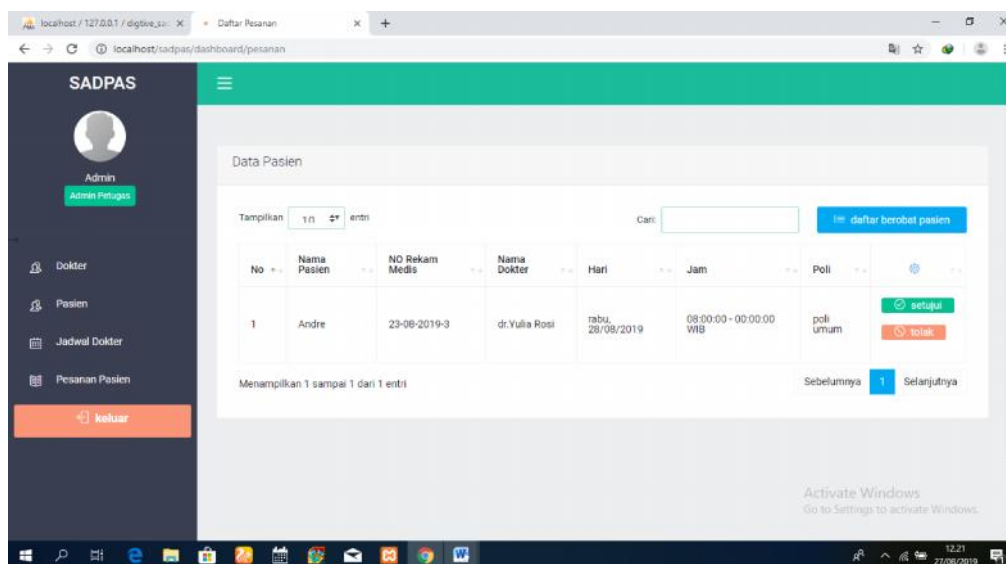 localhost / 127.0.0.1 / digtive_sa
Daftar Pesanan
localhost/sadpas/dashboard/pesanan
SADPAS
Admin
Admin Petugas
Dokter
Pasien
Jadwal Dokter
Pesanan Pasien
keluar
Data Pasien
Tampilkan 10 entri
Cari:
daftar berobat pasien
No Nama Pasien NO Rekam Medis Nama Dokter Hari Jam Poli
1 Andre 23-08-2019-3 dr.Yulia Rosi rabu, 28/08/2019 08:00:00 - 00:00:00 WIB poli umum
setujui
tolak
Menampilkan 1 sampai 1 dari 1 entri
Sebelumnya 1 Selanjutnya
Activate Windows
Go to Settings to activate Windows.
12.21
27/08/2019